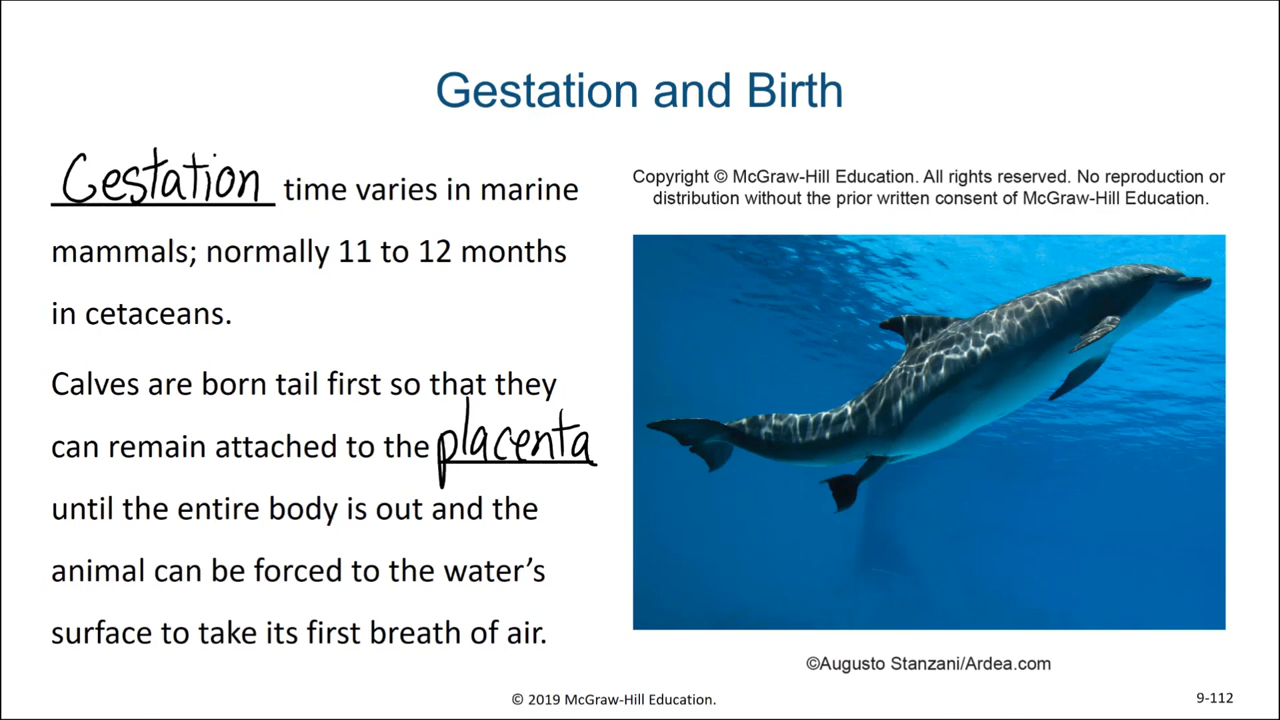 Gestation and Birth
Gestation time varies in marine
mammals; normally 11 to 12 months
in cetaceans.
Calves are born tail first so that they
can remain attached to the placenta
until the entire body is out and the
animal can be forced to the water’s
surface to take its first breath of air.
Copyright © McGraw-Hill Education. All rights reserved. No reproduction or
distribution without the prior written consent of McGraw-Hill Education.
©Augusto Stanzani/Ardea.com
© 2019 McGraw-Hill Education.
9-112